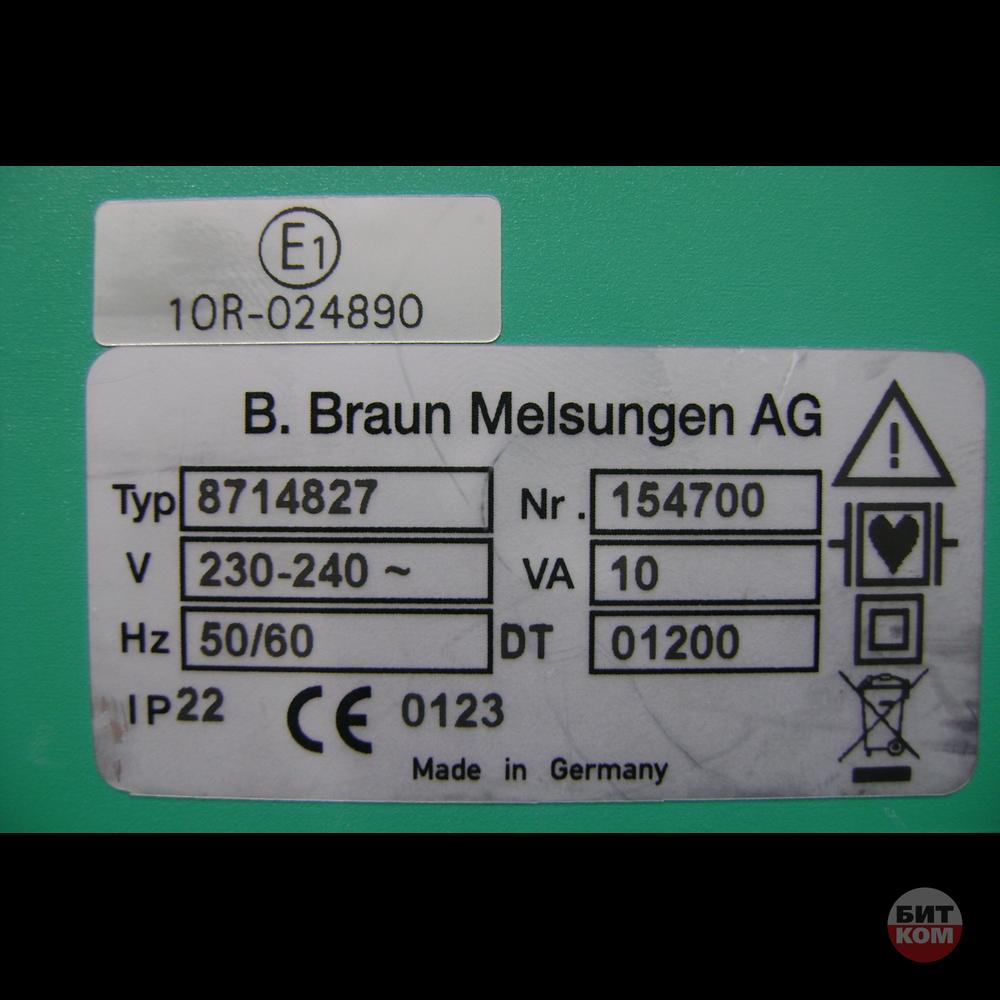 E1
10R-024890
B. Braun Melsungen AG
Typ 8714827 Nr. 154700
V 230-240 ~ VA 10
Hz 50/60 DT 01200
IP22 CE 0123
Made in Germany
БИТ
КОМ